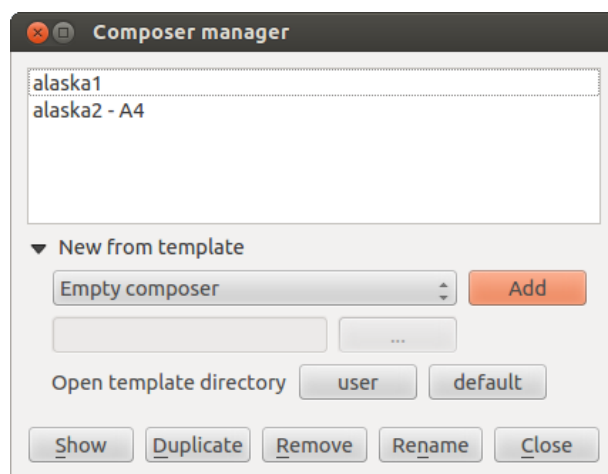 Composer manager
alaska1
alaska2 - A4
New from template
Empty composer Add
...
Open template directory user default
Show Duplicate Remove Rename Close